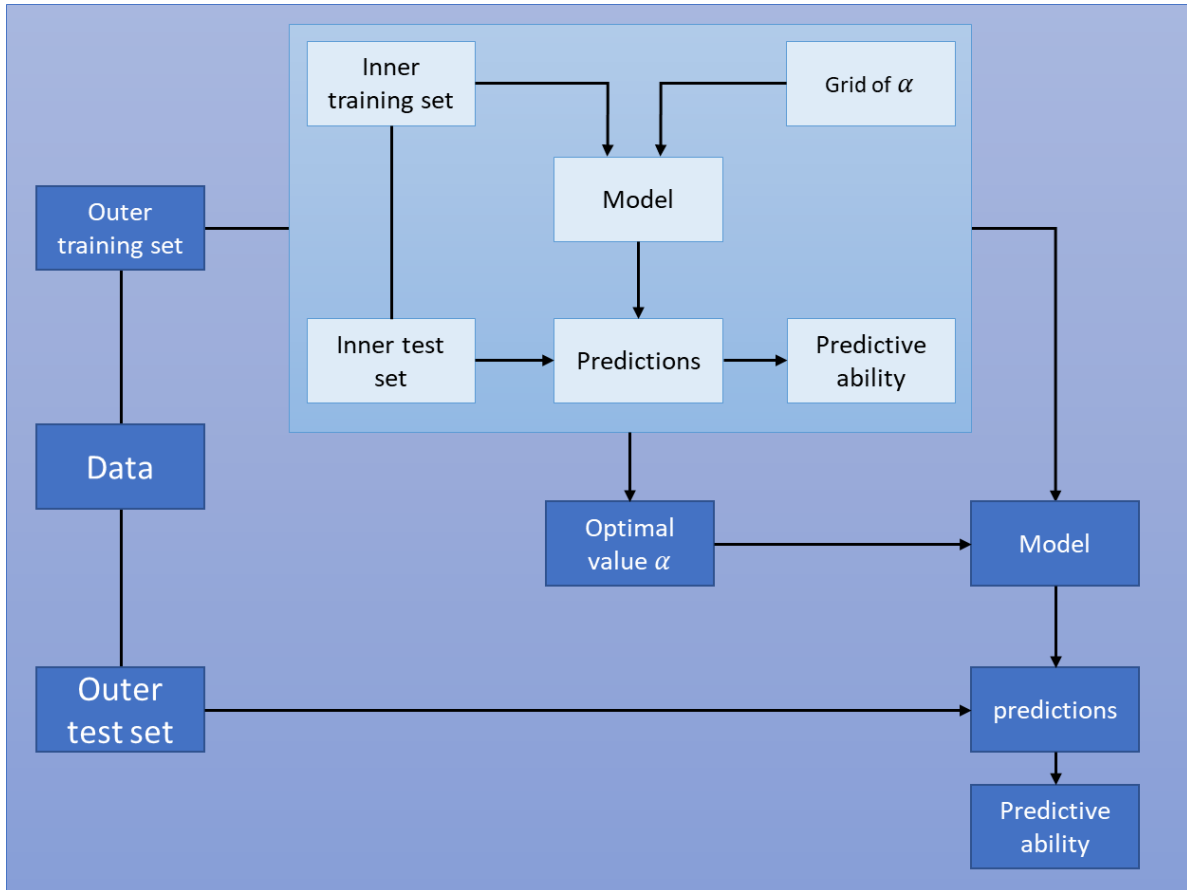 Inner
training set
Grid of α
Model
Outer
training set
Inner test
set
Predictions
Predictive
ability
Data
Optimal
value α
Model
Outer
test set
predictions
Predictive
ability